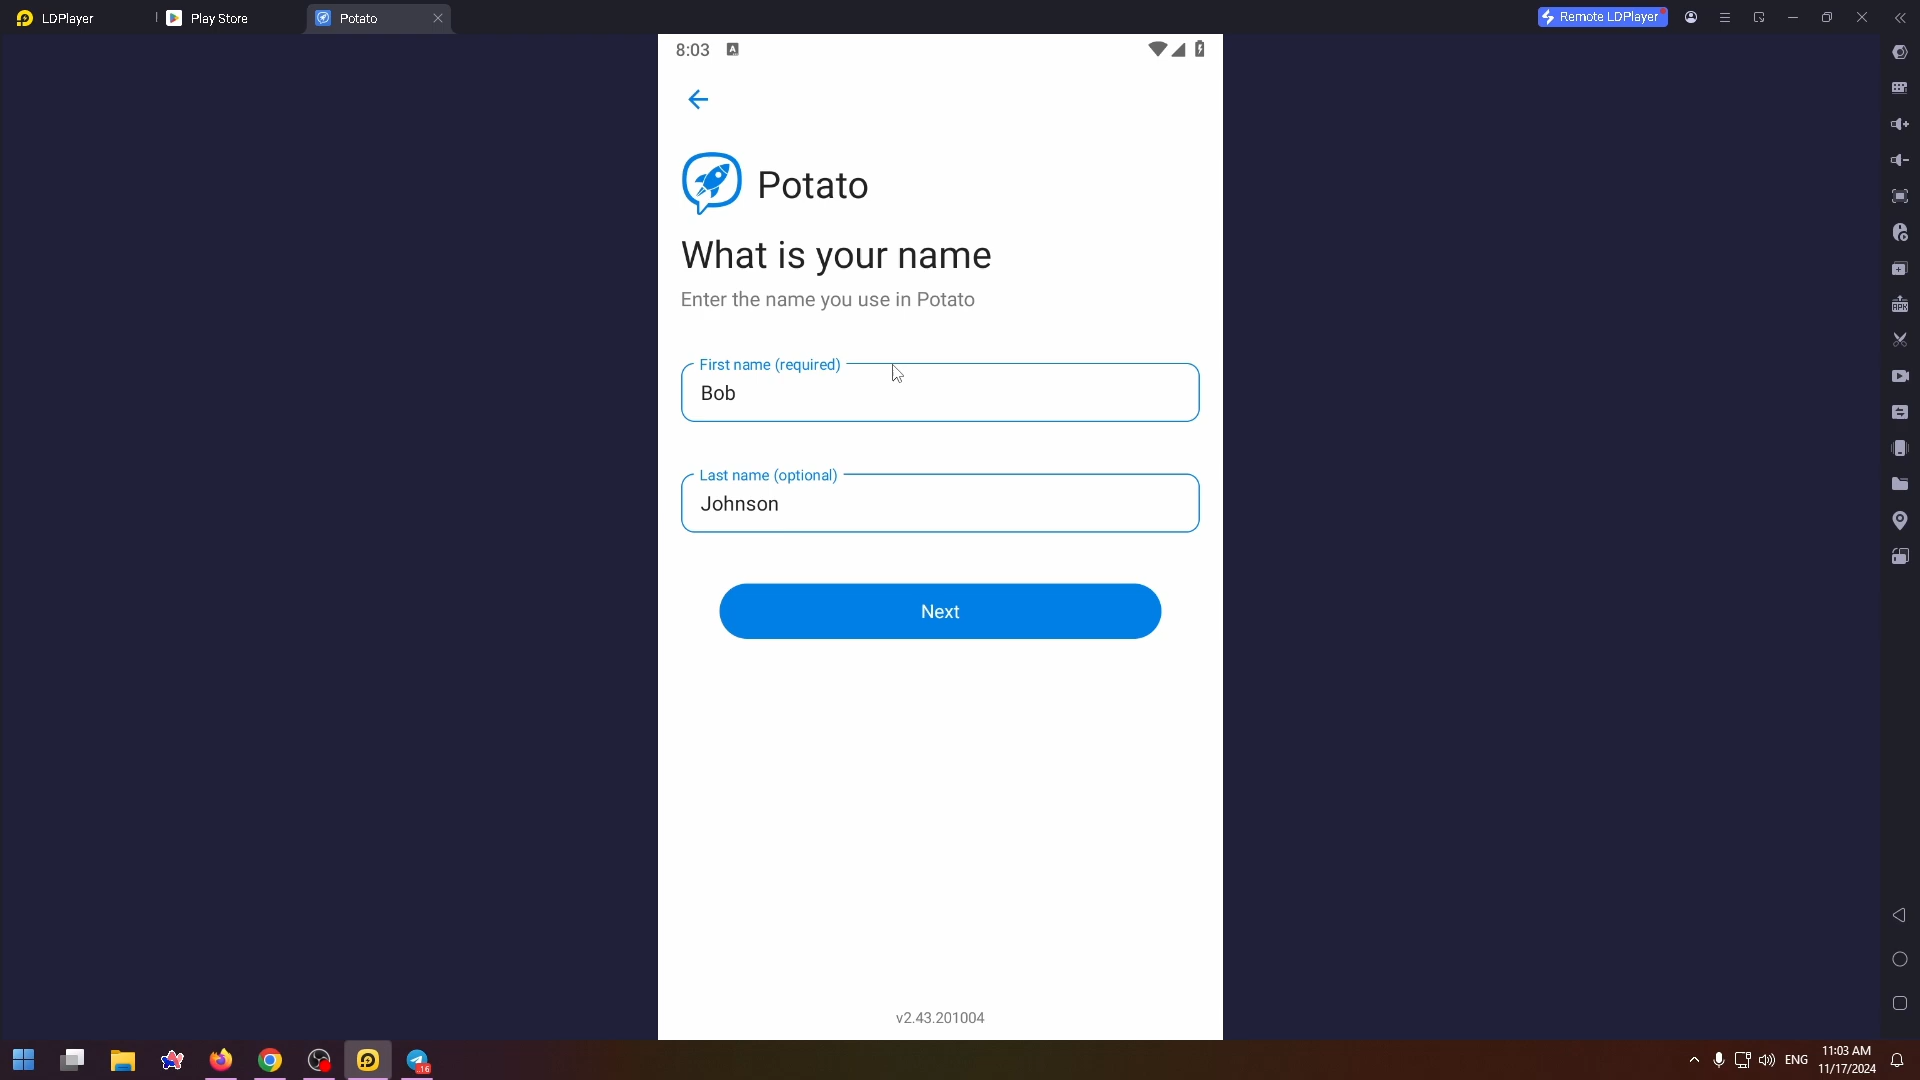 LDPlayer
Play Store
Potato
Remote LDPlayer
8:03
Potato
What is your name
Enter the name you use in Potato
First name (required)
Bob
Last name (optional)
Johnson
Next
v2.43.201004
APK
16
ENG
11:03 AM
11/17/2024